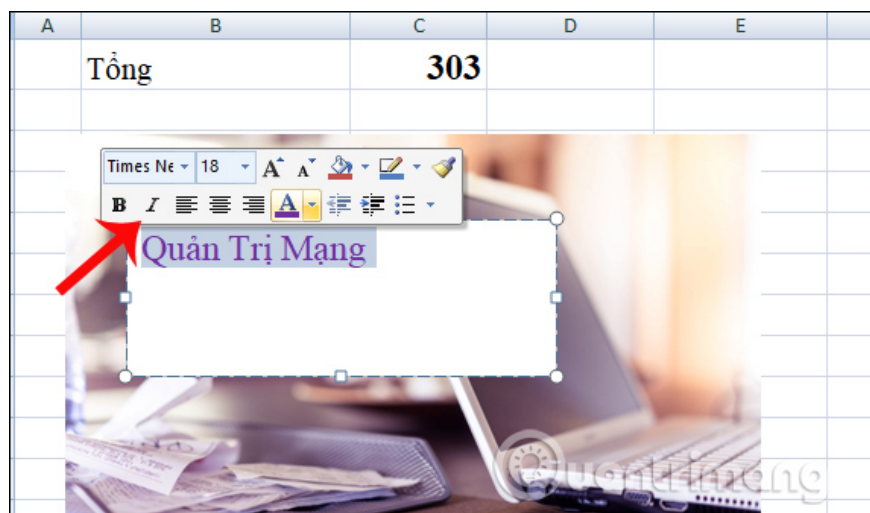 A B C D E
Tổng 303
Times Ne 18 A A
B I A
Quản Trị Mạng
Quantrimang